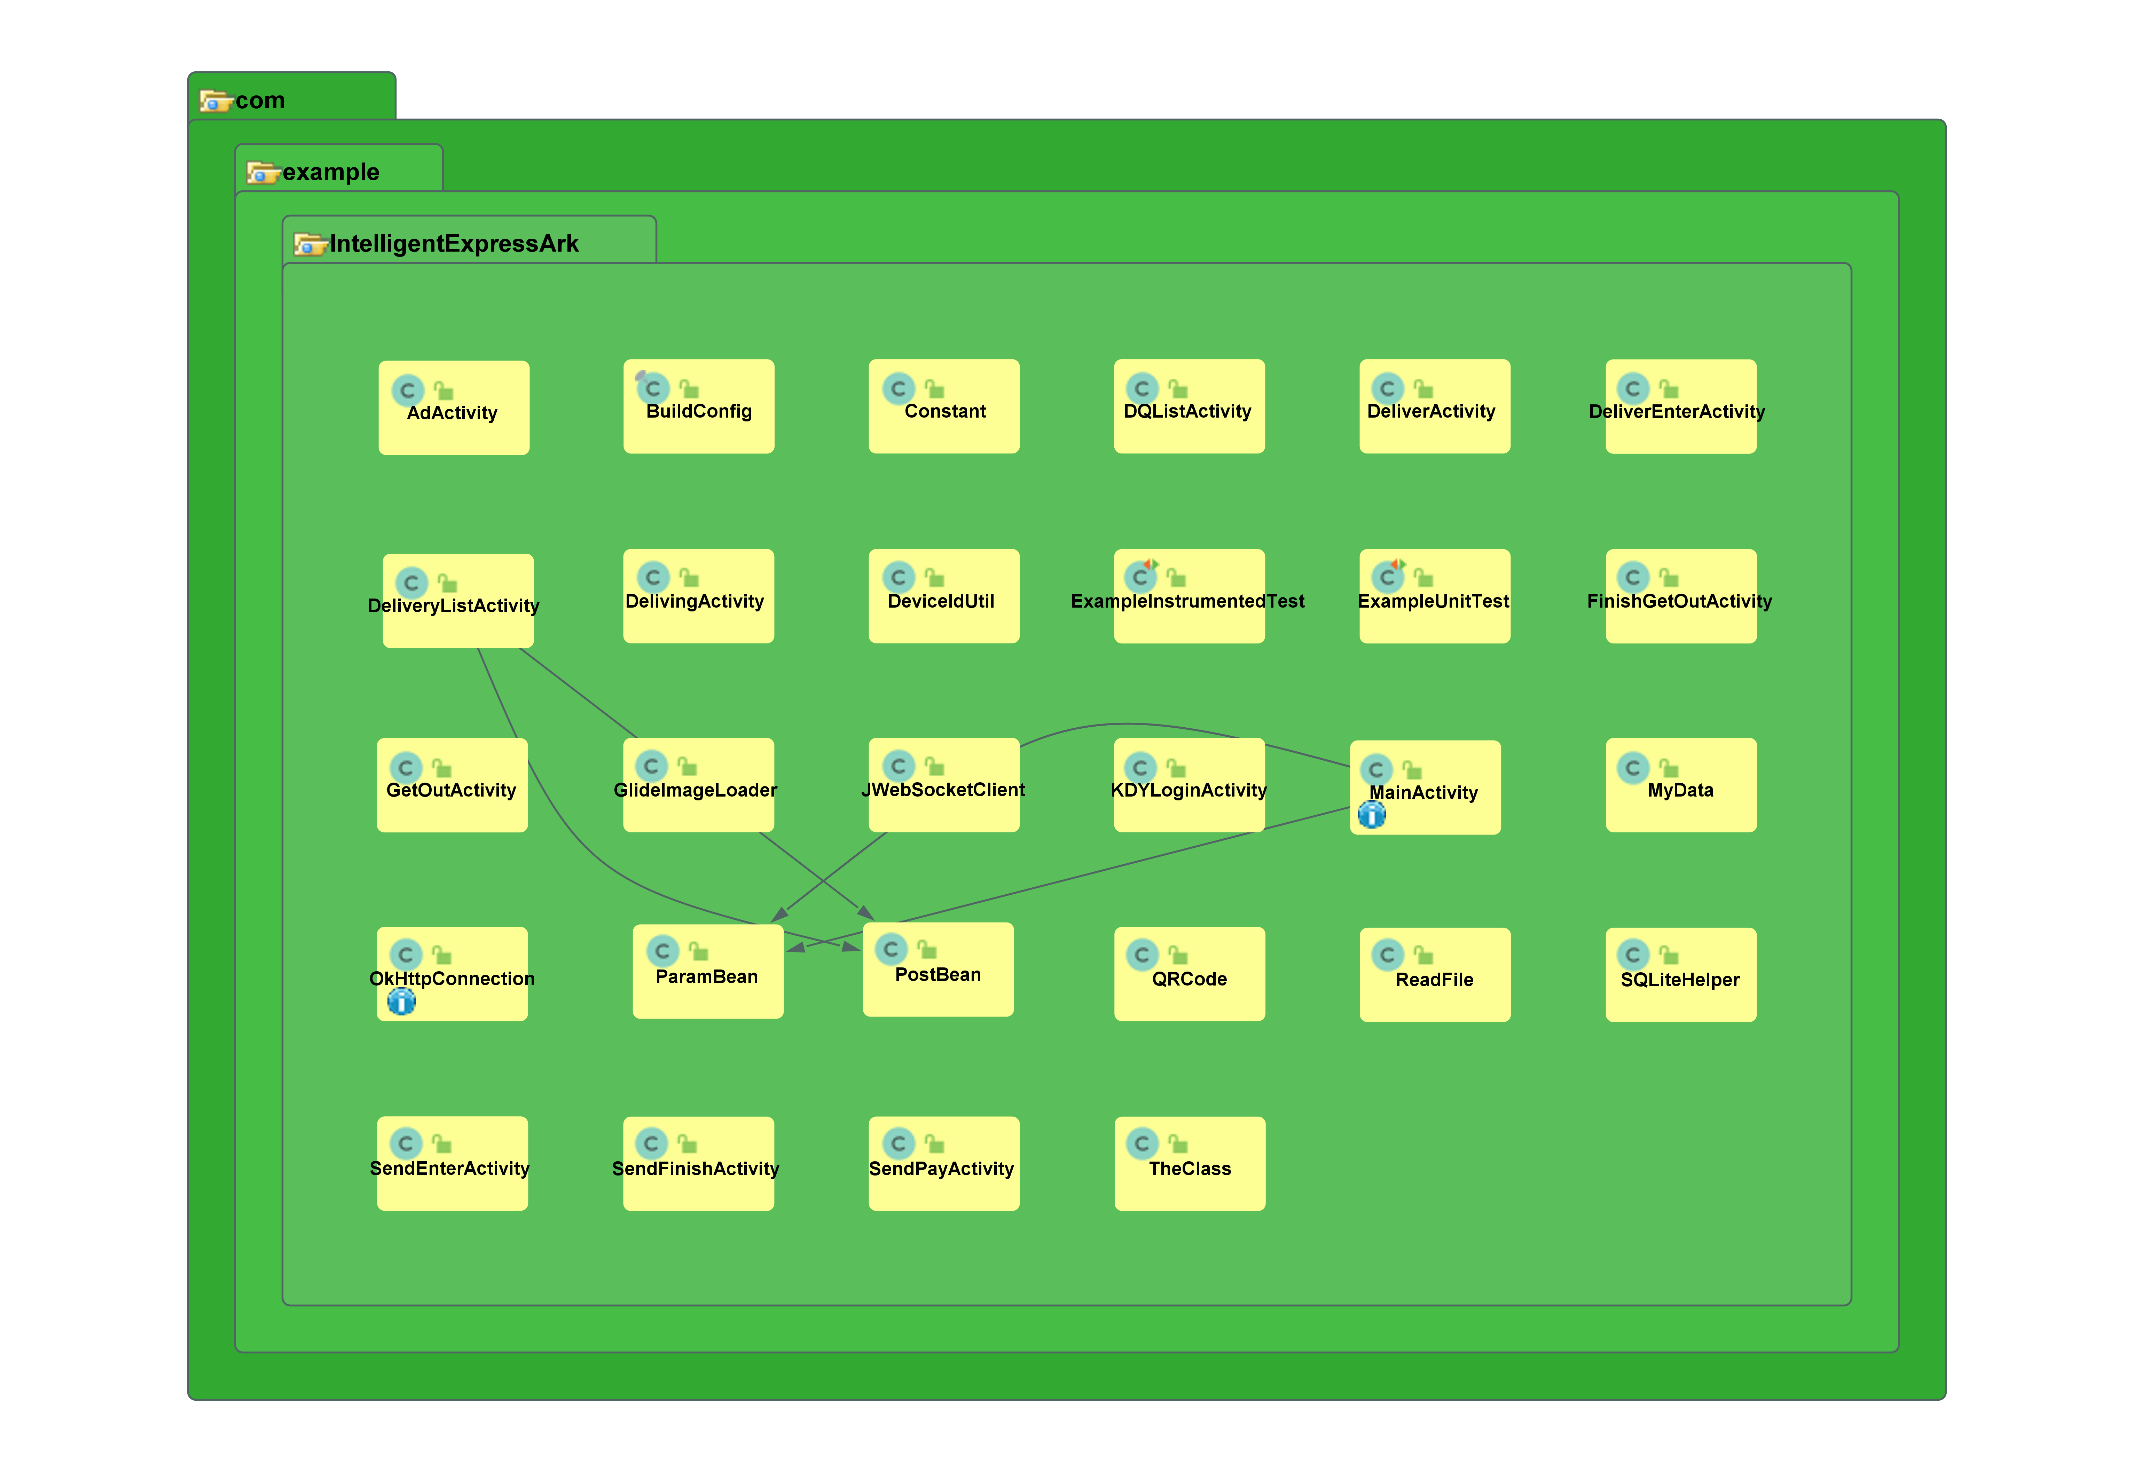 com
example
IntelligentExpressArk
AdActivity
BuildConfig
Constant
DQListActivity
DeliverActivity
DeliverEnterActivity
DeliveryListActivity
DelivingActivity
DeviceIdUtil
ExampleInstrumentedTest
ExampleUnitTest
FinishGetOutActivity
GetOutActivity
GlideImageLoader
JWebSocketClient
KDYLoginActivity
MainActivity
MyData
OkHttpConnection
ParamBean
PostBean
QRCode
ReadFile
SQLiteHelper
SendEnterActivity
SendFinishActivity
SendPayActivity
TheClass